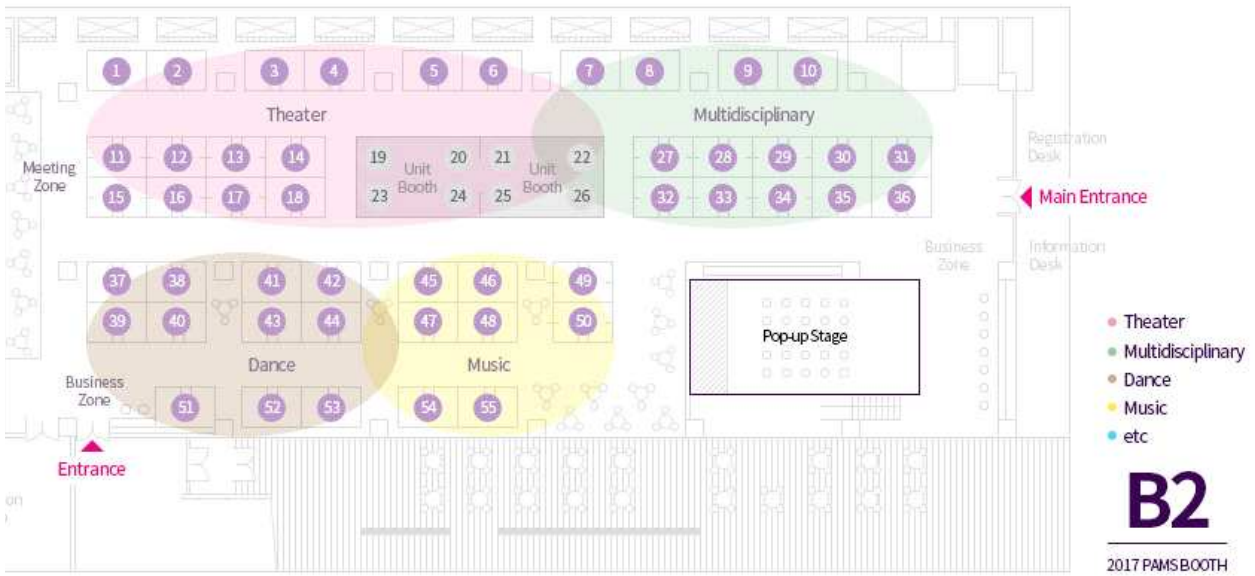 1 2 3 4 5 6 7 8 9 10
Theater Multidisciplinary
11 12 13 14 19 20 21 22 27 28 29 30 31
Registration
Desk
Meeting
Zone
Unit
Booth
Unit
Booth
15 16 17 18 23 24 25 26 32 33 34 35 36
Main Entrance
Business
Zone
Information
Desk
37 38 41 42 45 46 49
39 40 43 44 47 48 50
Pop-up Stage
Dance Music
Business
Zone
51 52 53 54 55
Entrance
Theater
Multidisciplinary
Dance
Music
etc
B2
2017 PAMS BOOTH